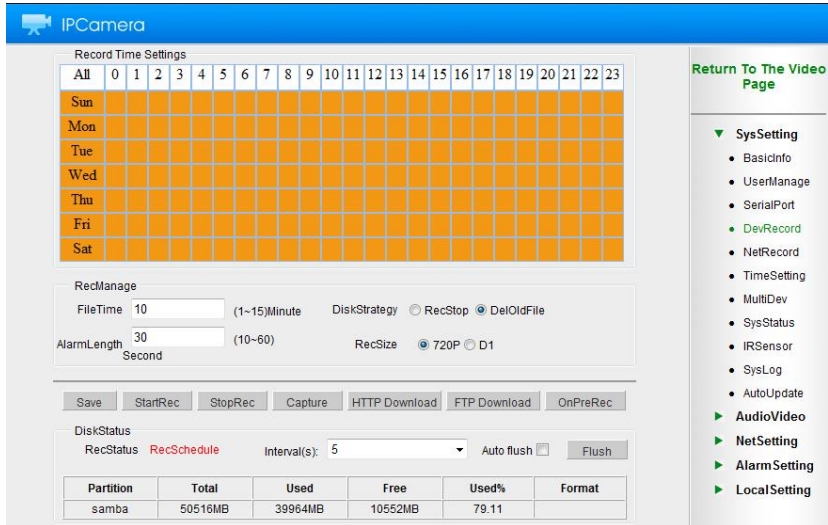 IPCamera
Record Time Settings
All 0 1 2 3 4 5 6 7 8 9 10 11 12 13 14 15 16 17 18 19 20 21 22 23
Sun
Mon
Tue
Wed
Thu
Fri
Sat
RecManage
FileTime 10 (1~15)Minute DiskStrategy RecStop DelOldFile
AlarmLength 30 (10~60) RecSize 720P D1
Second
Save StartRec StopRec Capture HTTP Download FTP Download OnPreRec
DiskStatus
RecStatus RecSchedule Interval(s): 5 Auto flush Flush
Partition Total Used Free Used% Format
samba 50516MB 39964MB 10552MB 79.11
Return To The Video
Page
SysSetting
BasicInfo
UserManage
SerialPort
DevRecord
NetRecord
TimeSetting
MultiDev
SysStatus
IRSensor
SysLog
AutoUpdate
AudioVideo
NetSetting
AlarmSetting
LocalSetting